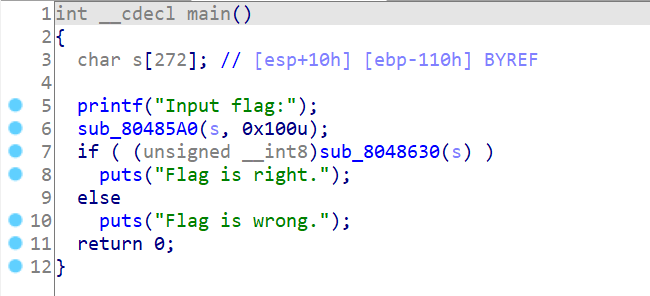 1 int __cdecl main()
2 {
3   char s[272]; // [esp+10h] [ebp-110h] BYREF
4
5   printf("Input flag:");
6   sub_80485A0(s, 0x100u);
7   if ( (unsigned __int8)sub_8048630(s) )
8     puts("Flag is right.");
9   else
10     puts("Flag is wrong.");
11   return 0;
12 }